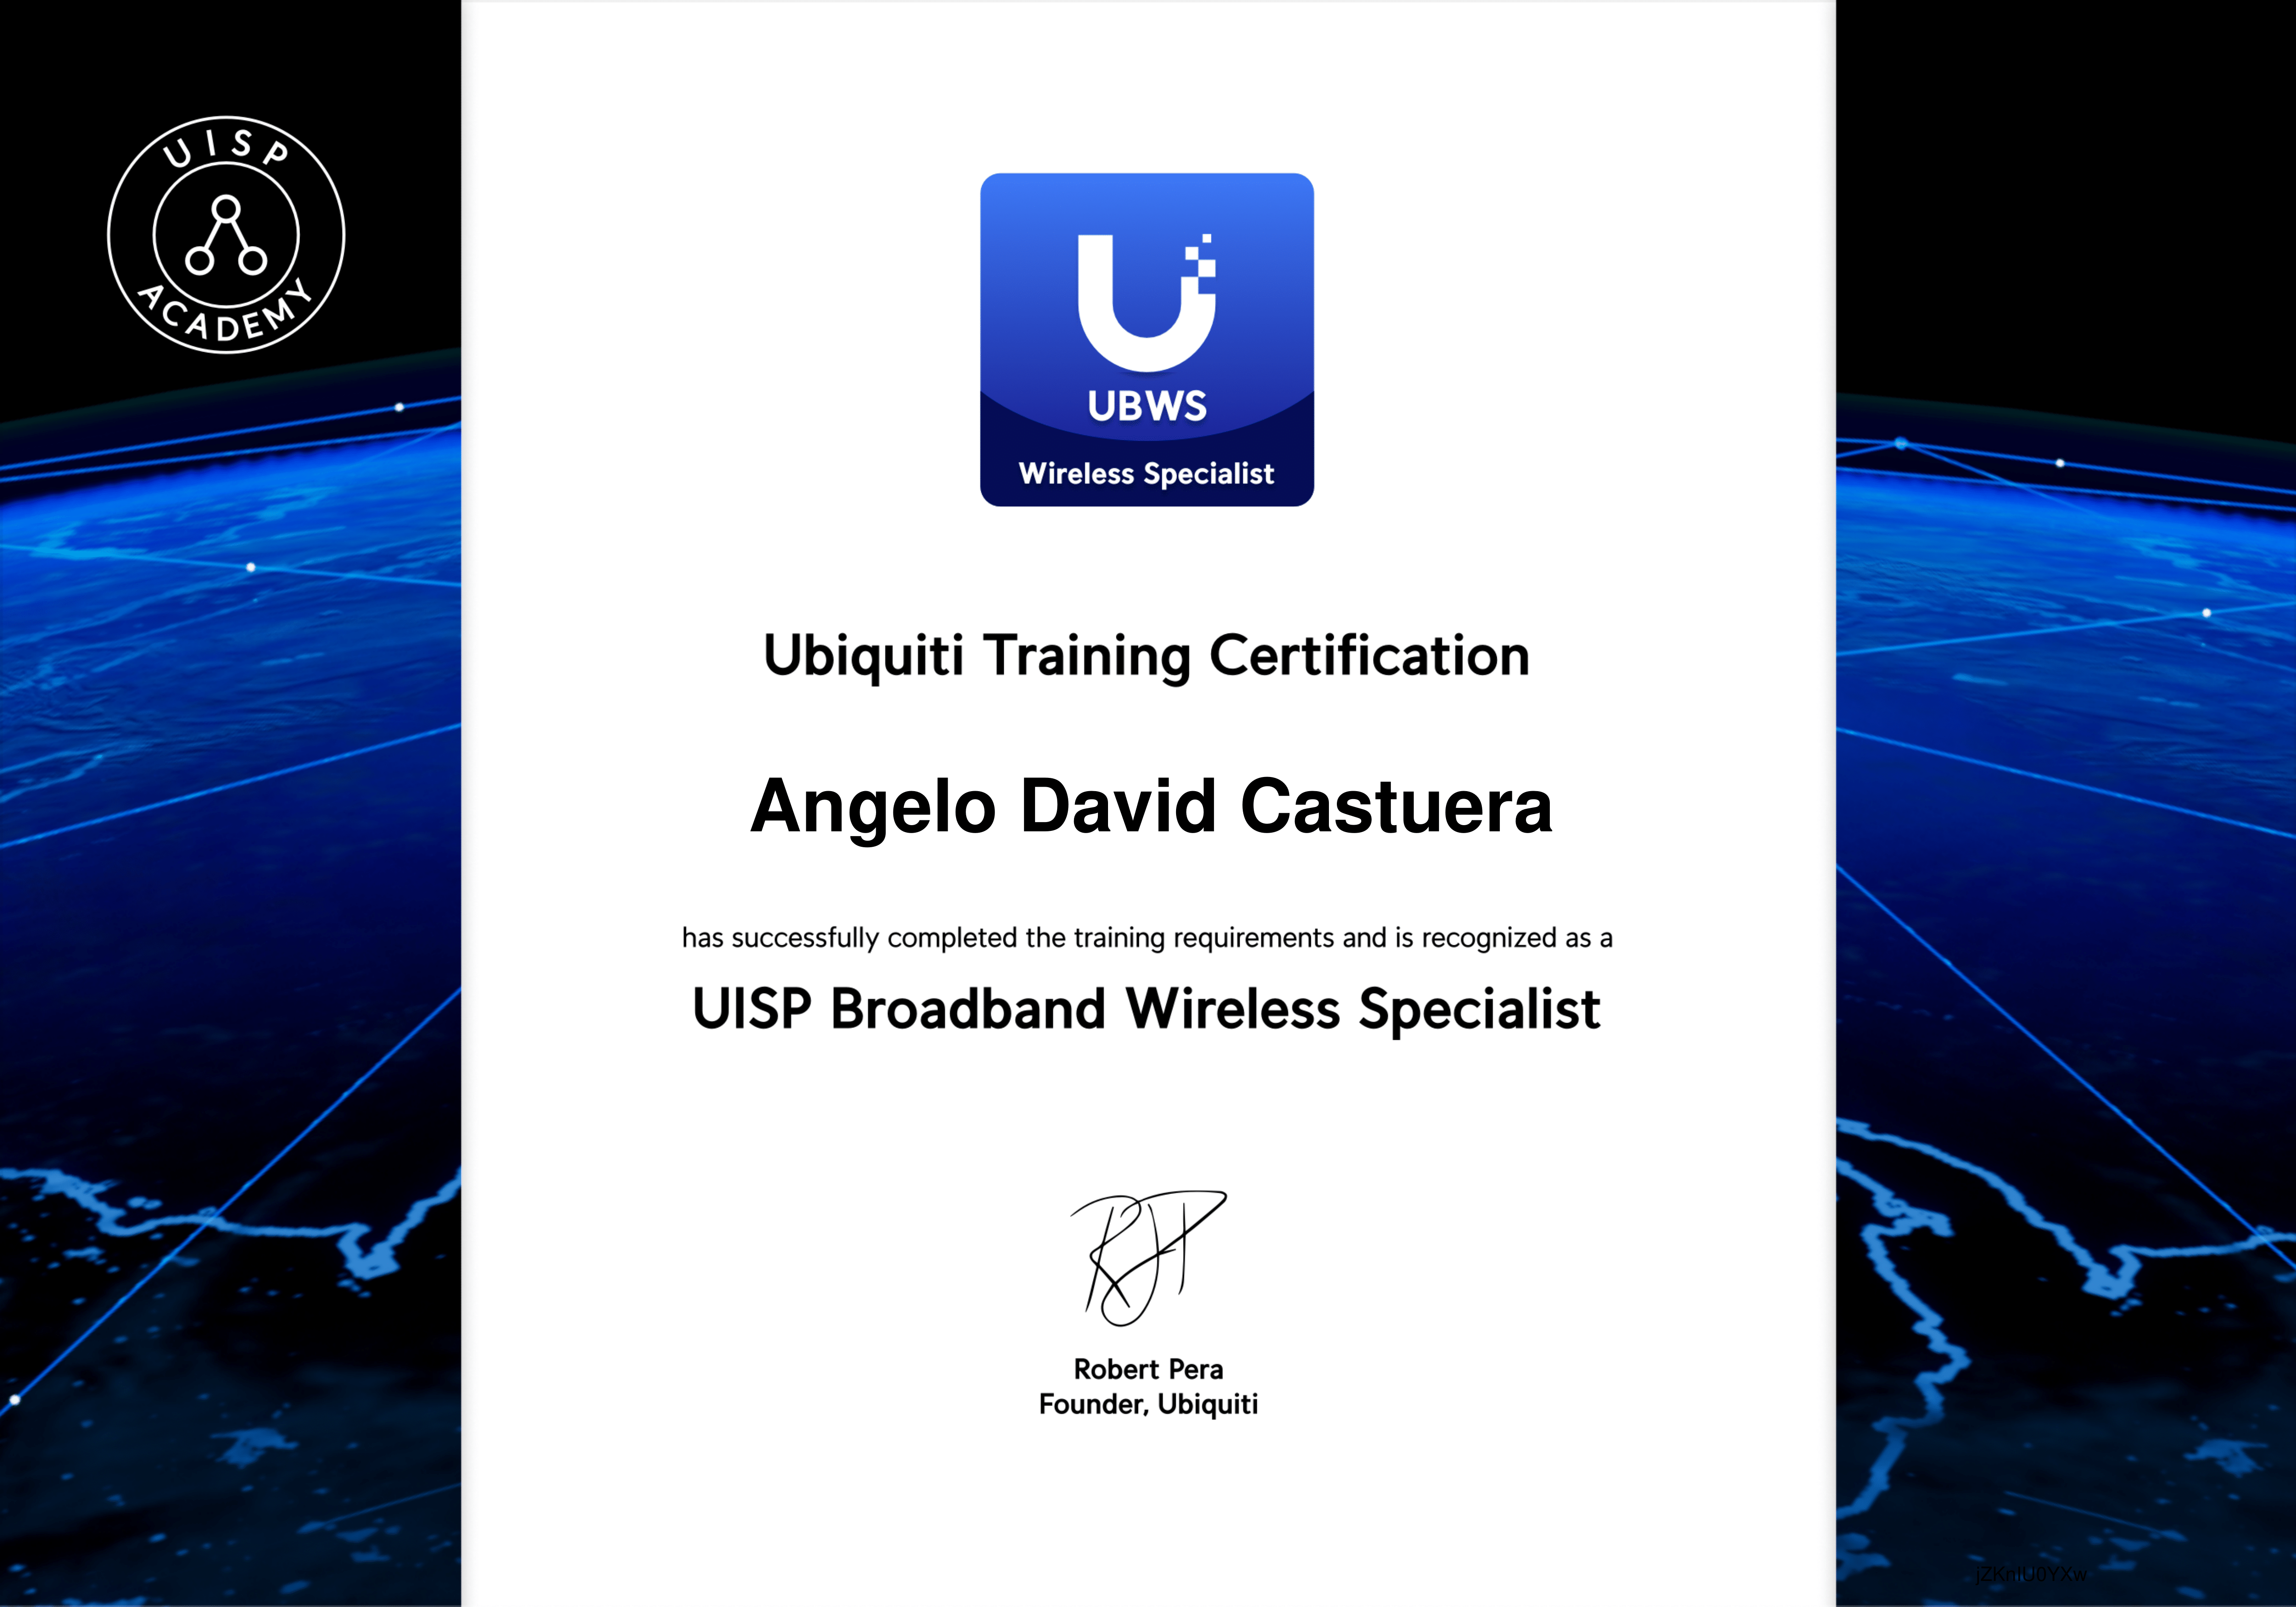 UISP
ACADEMY
UBWS
Wireless Specialist
Ubiquiti Training Certification
Angelo David Castuera
has successfully completed the training requirements and is recognized as a
UISP Broadband Wireless Specialist
Robert Pera
Founder, Ubiquiti